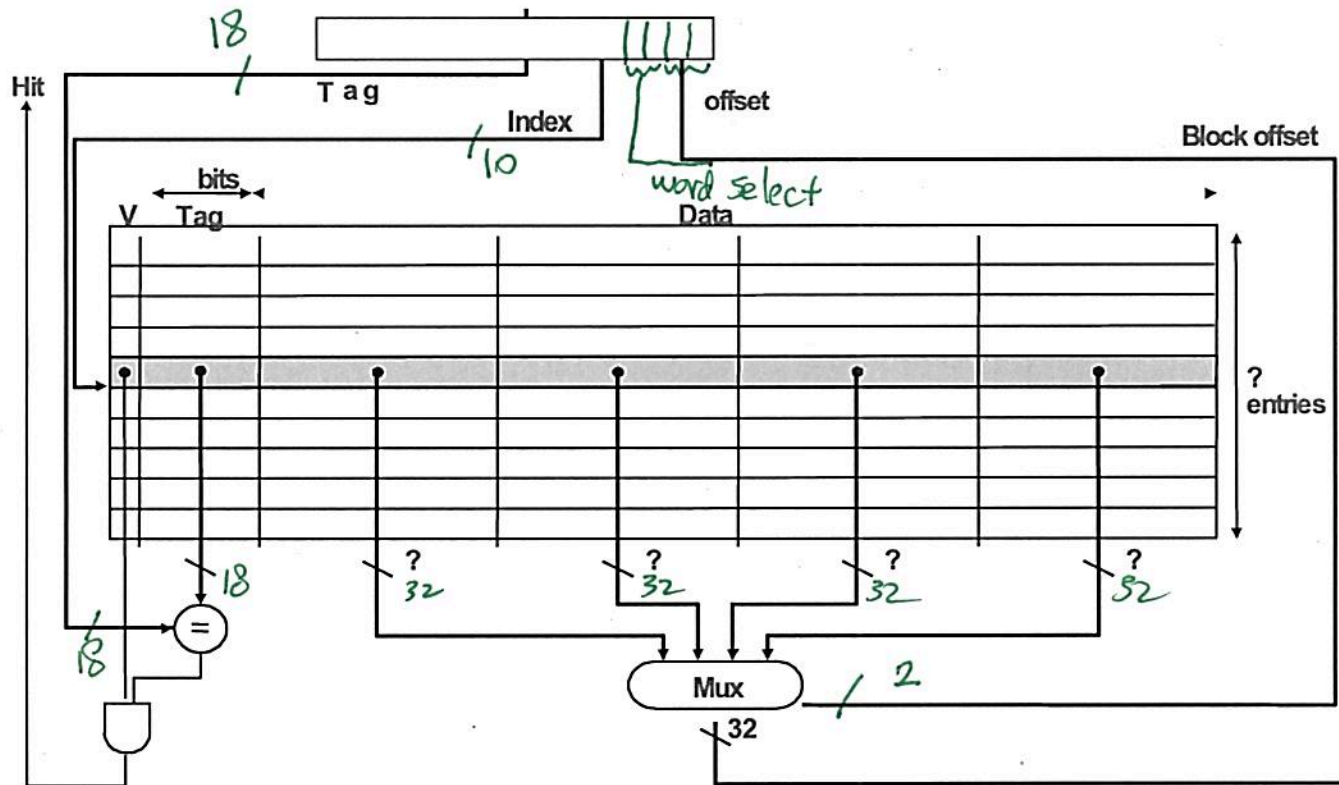 18
Hit
T a g
offset
Index
10
Block offset
word select
bits
V
Tag
Data
?
entries
?
?
?
?
18
32
32
32
32
18
=
Mux
2
32